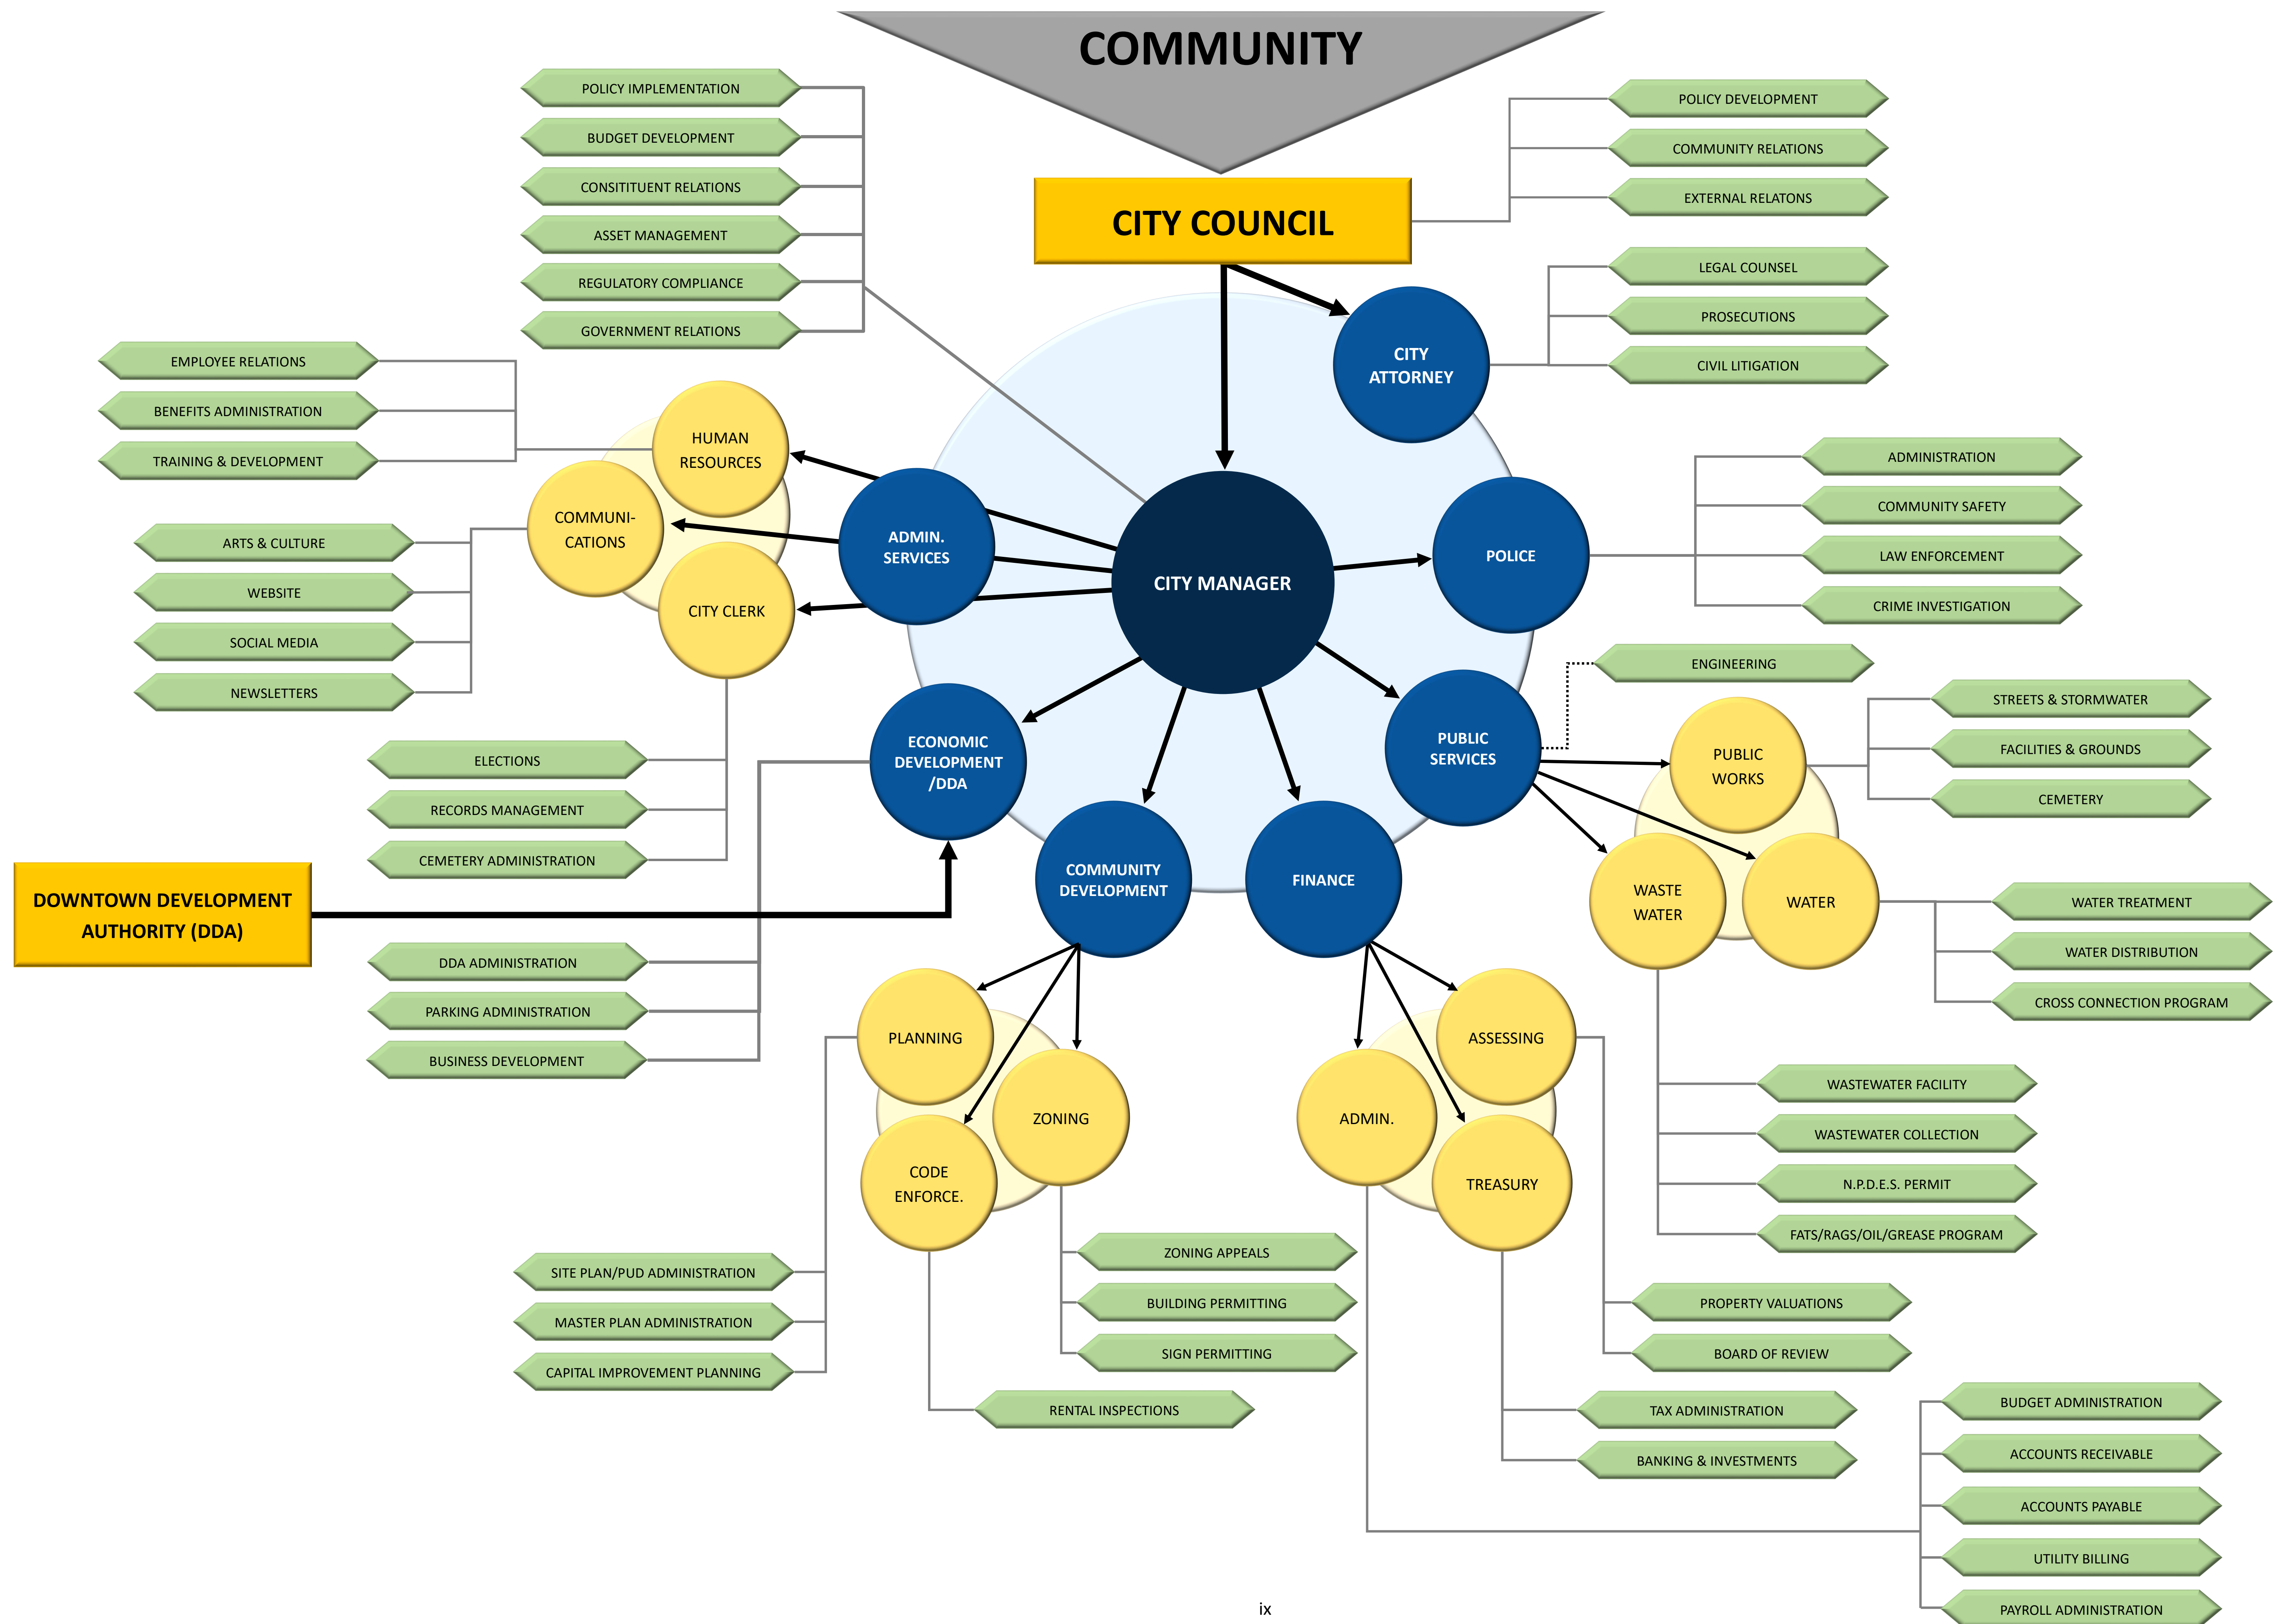 COMMUNITY
POLICY IMPLEMENTATION
BUDGET DEVELOPMENT
CONSITITUENT RELATIONS
ASSET MANAGEMENT
REGULATORY COMPLIANCE
GOVERNMENT RELATIONS
POLICY DEVELOPMENT
COMMUNITY RELATIONS
EXTERNAL RELATONS
CITY COUNCIL
LEGAL COUNSEL
PROSECUTIONS
CIVIL LITIGATION
CITY
ATTORNEY
EMPLOYEE RELATIONS
BENEFITS ADMINISTRATION
TRAINING & DEVELOPMENT
HUMAN
RESOURCES
COMMUNI-
CATIONS
CITY CLERK
ADMIN.
SERVICES
CITY MANAGER
POLICE
ADMINISTRATION
COMMUNITY SAFETY
LAW ENFORCEMENT
CRIME INVESTIGATION
ARTS & CULTURE
WEBSITE
SOCIAL MEDIA
NEWSLETTERS
ENGINEERING
ELECTIONS
RECORDS MANAGEMENT
CEMETERY ADMINISTRATION
ECONOMIC
DEVELOPMENT
/DDA
PUBLIC
SERVICES
PUBLIC
WORKS
STREETS & STORMWATER
FACILITIES & GROUNDS
CEMETERY
DOWNTOWN DEVELOPMENT
AUTHORITY (DDA)
COMMUNITY
DEVELOPMENT
FINANCE
WASTE
WATER
WATER
WATER TREATMENT
WATER DISTRIBUTION
CROSS CONNECTION PROGRAM
DDA ADMINISTRATION
PARKING ADMINISTRATION
BUSINESS DEVELOPMENT
PLANNING
ZONING
CODE
ENFORCE.
ASSESSING
ADMIN.
TREASURY
WASTEWATER FACILITY
WASTEWATER COLLECTION
N.P.D.E.S. PERMIT
FATS/RAGS/OIL/GREASE PROGRAM
SITE PLAN/PUD ADMINISTRATION
MASTER PLAN ADMINISTRATION
CAPITAL IMPROVEMENT PLANNING
ZONING APPEALS
BUILDING PERMITTING
SIGN PERMITTING
RENTAL INSPECTIONS
PROPERTY VALUATIONS
BOARD OF REVIEW
TAX ADMINISTRATION
BANKING & INVESTMENTS
BUDGET ADMINISTRATION
ACCOUNTS RECEIVABLE
ACCOUNTS PAYABLE
UTILITY BILLING
PAYROLL ADMINISTRATION
ix